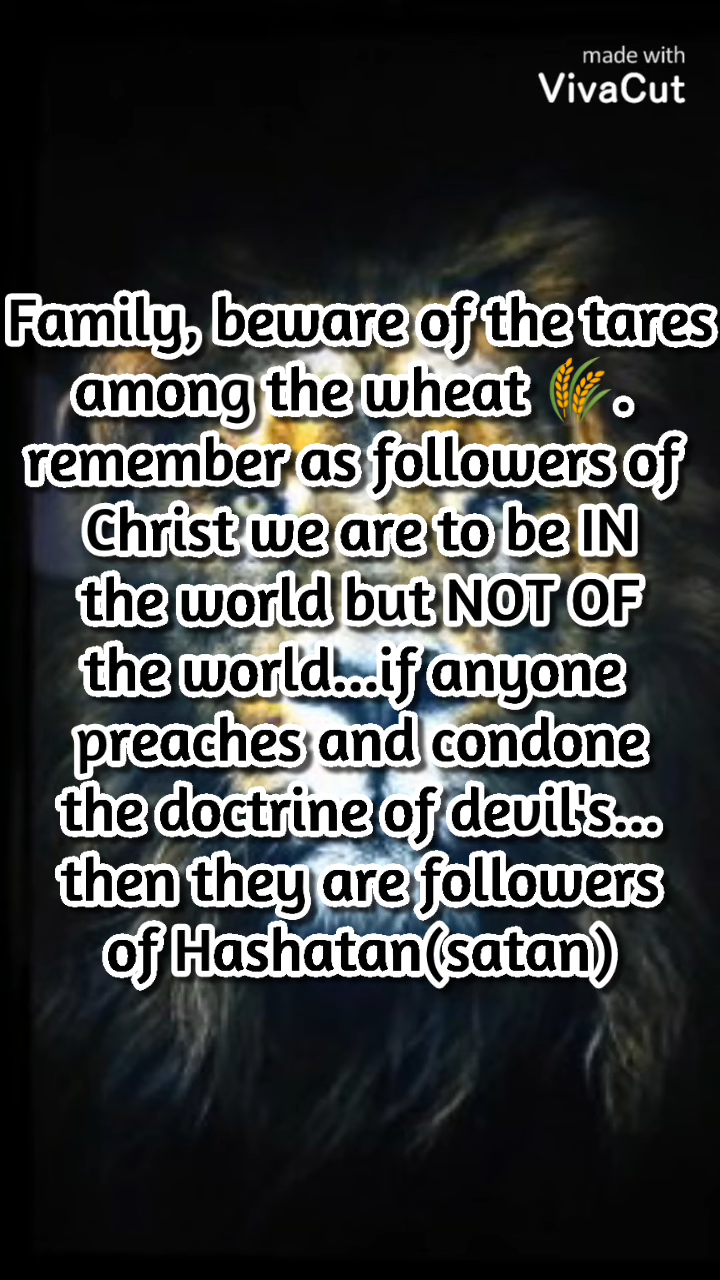 made with
VivaCut
Family, beware of the tares
among the wheat 🌾.
remember as followers of
Christ we are to be IN
the world but NOT OF
the world...if anyone
preaches and condone
the doctrine of devil's...
then they are followers
of Hashatan(satan)